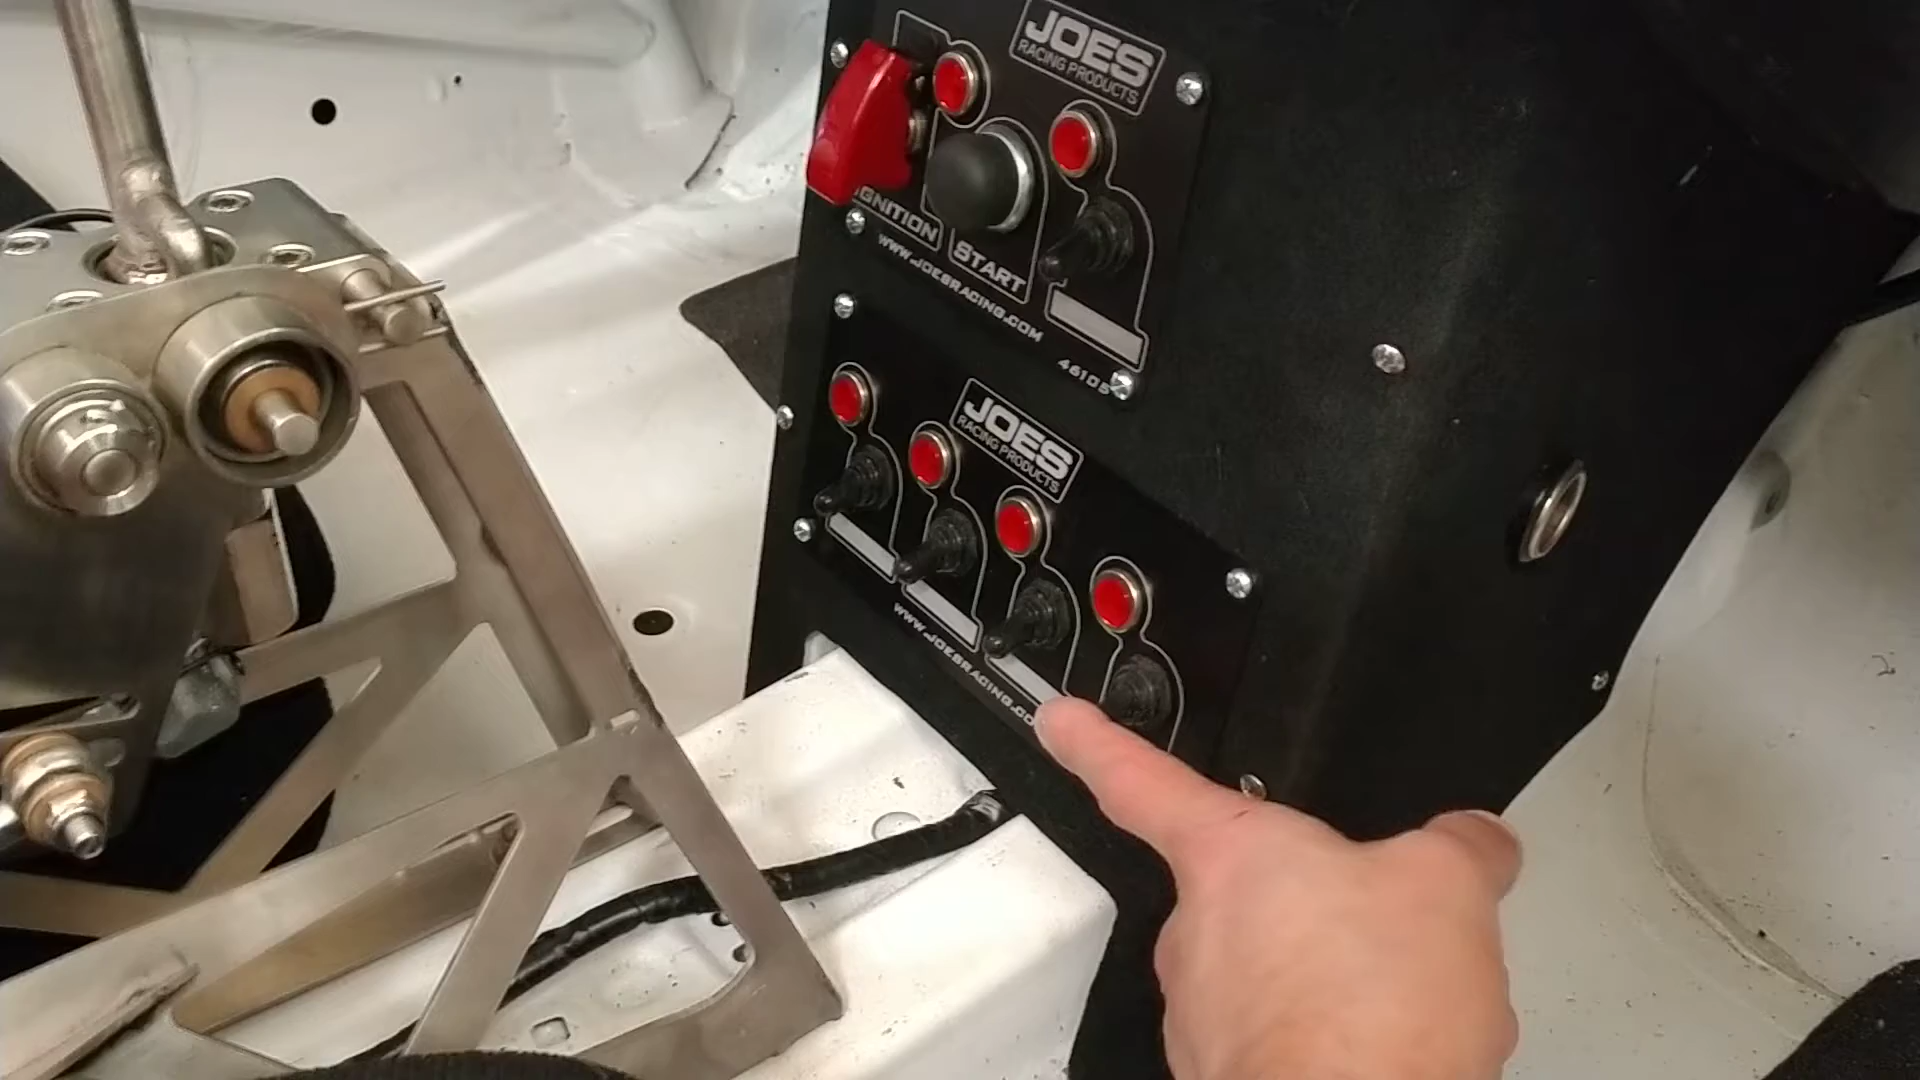 JOES
RACING PRODUCTS
IGNITION
START
WWW.JOESRACING.COM
46105
JOES
RACING PRODUCTS
WWW.JOESRACING.CO